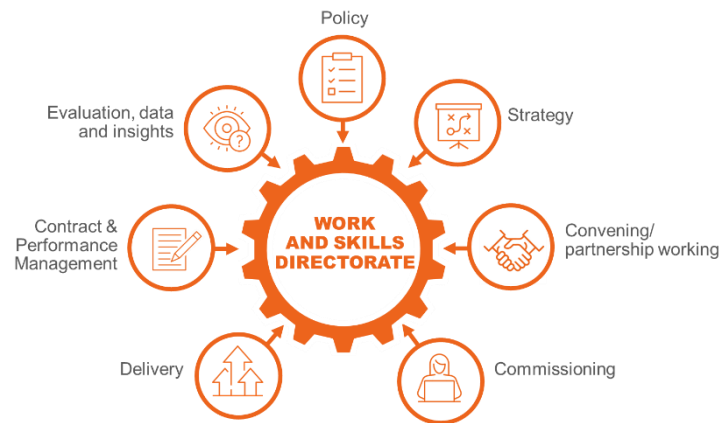 Policy
Evaluation, data
and insights
Strategy
?
WORK
AND SKILLS
DIRECTORATE
Contract &
Performance
Management
Convening/
partnership working
Delivery
Commissioning